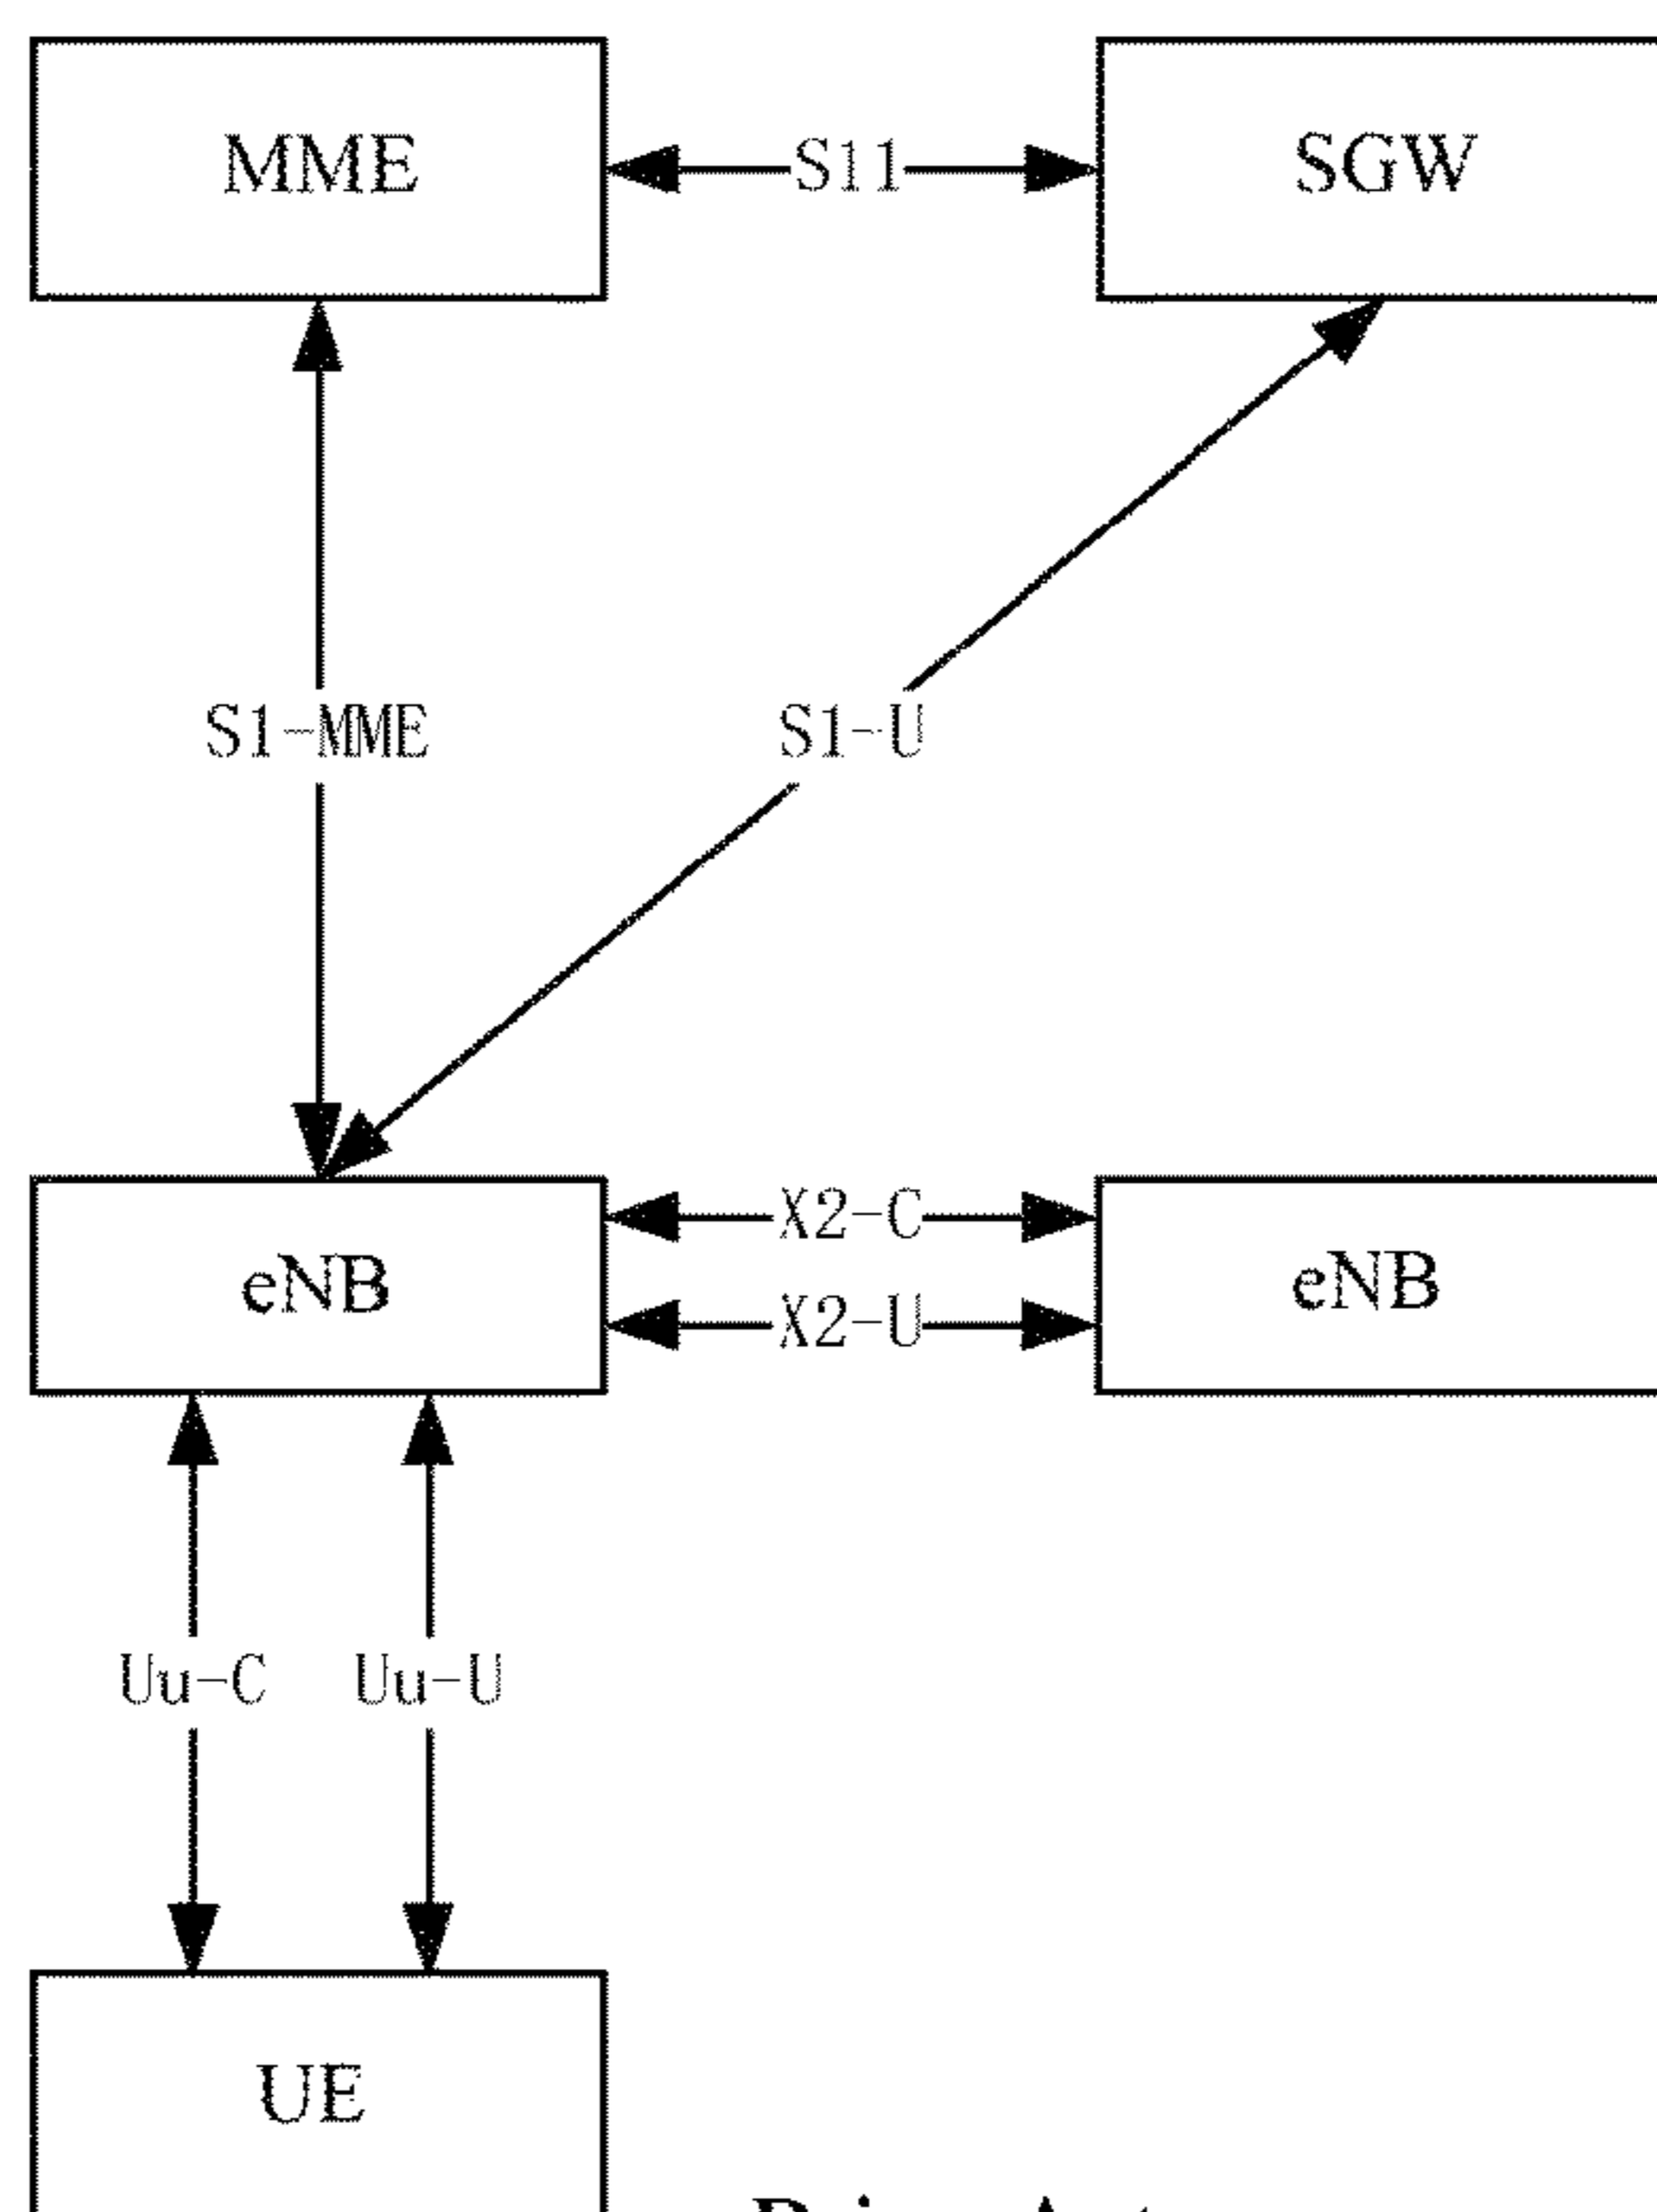 MME S11 SGW
S1-MME S1-U
eNB X2-C eNB
X2-U
Uu-C Uu-U
UE